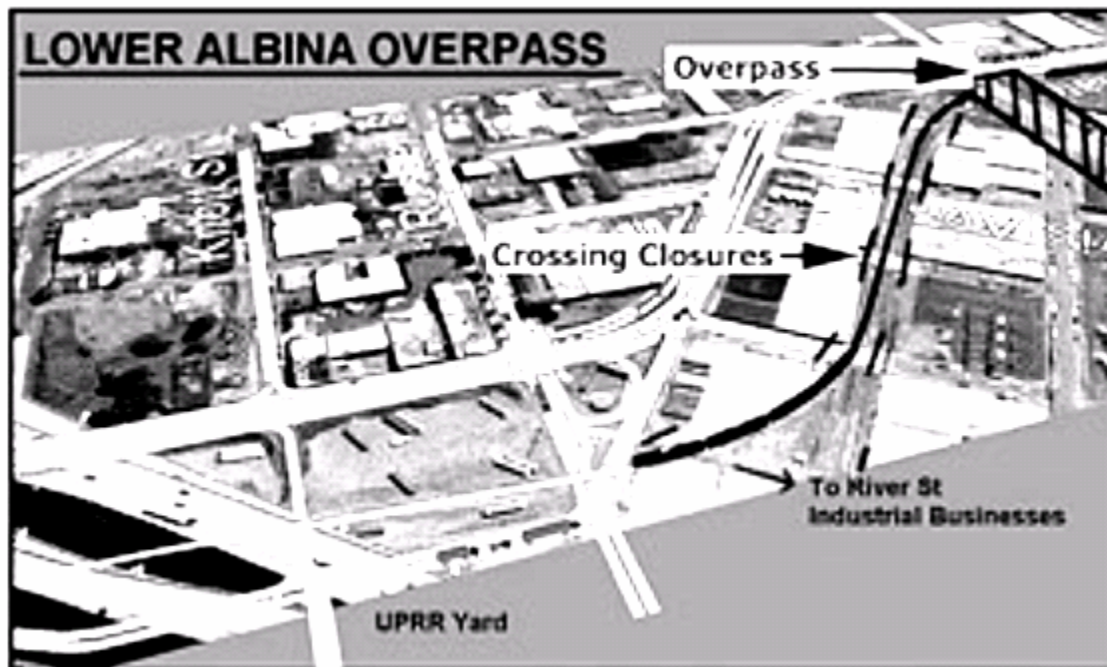 LOWER ALBINA OVERPASS
Overpass
Crossing Closures
To River St
Industrial Businesses
UPRR Yard